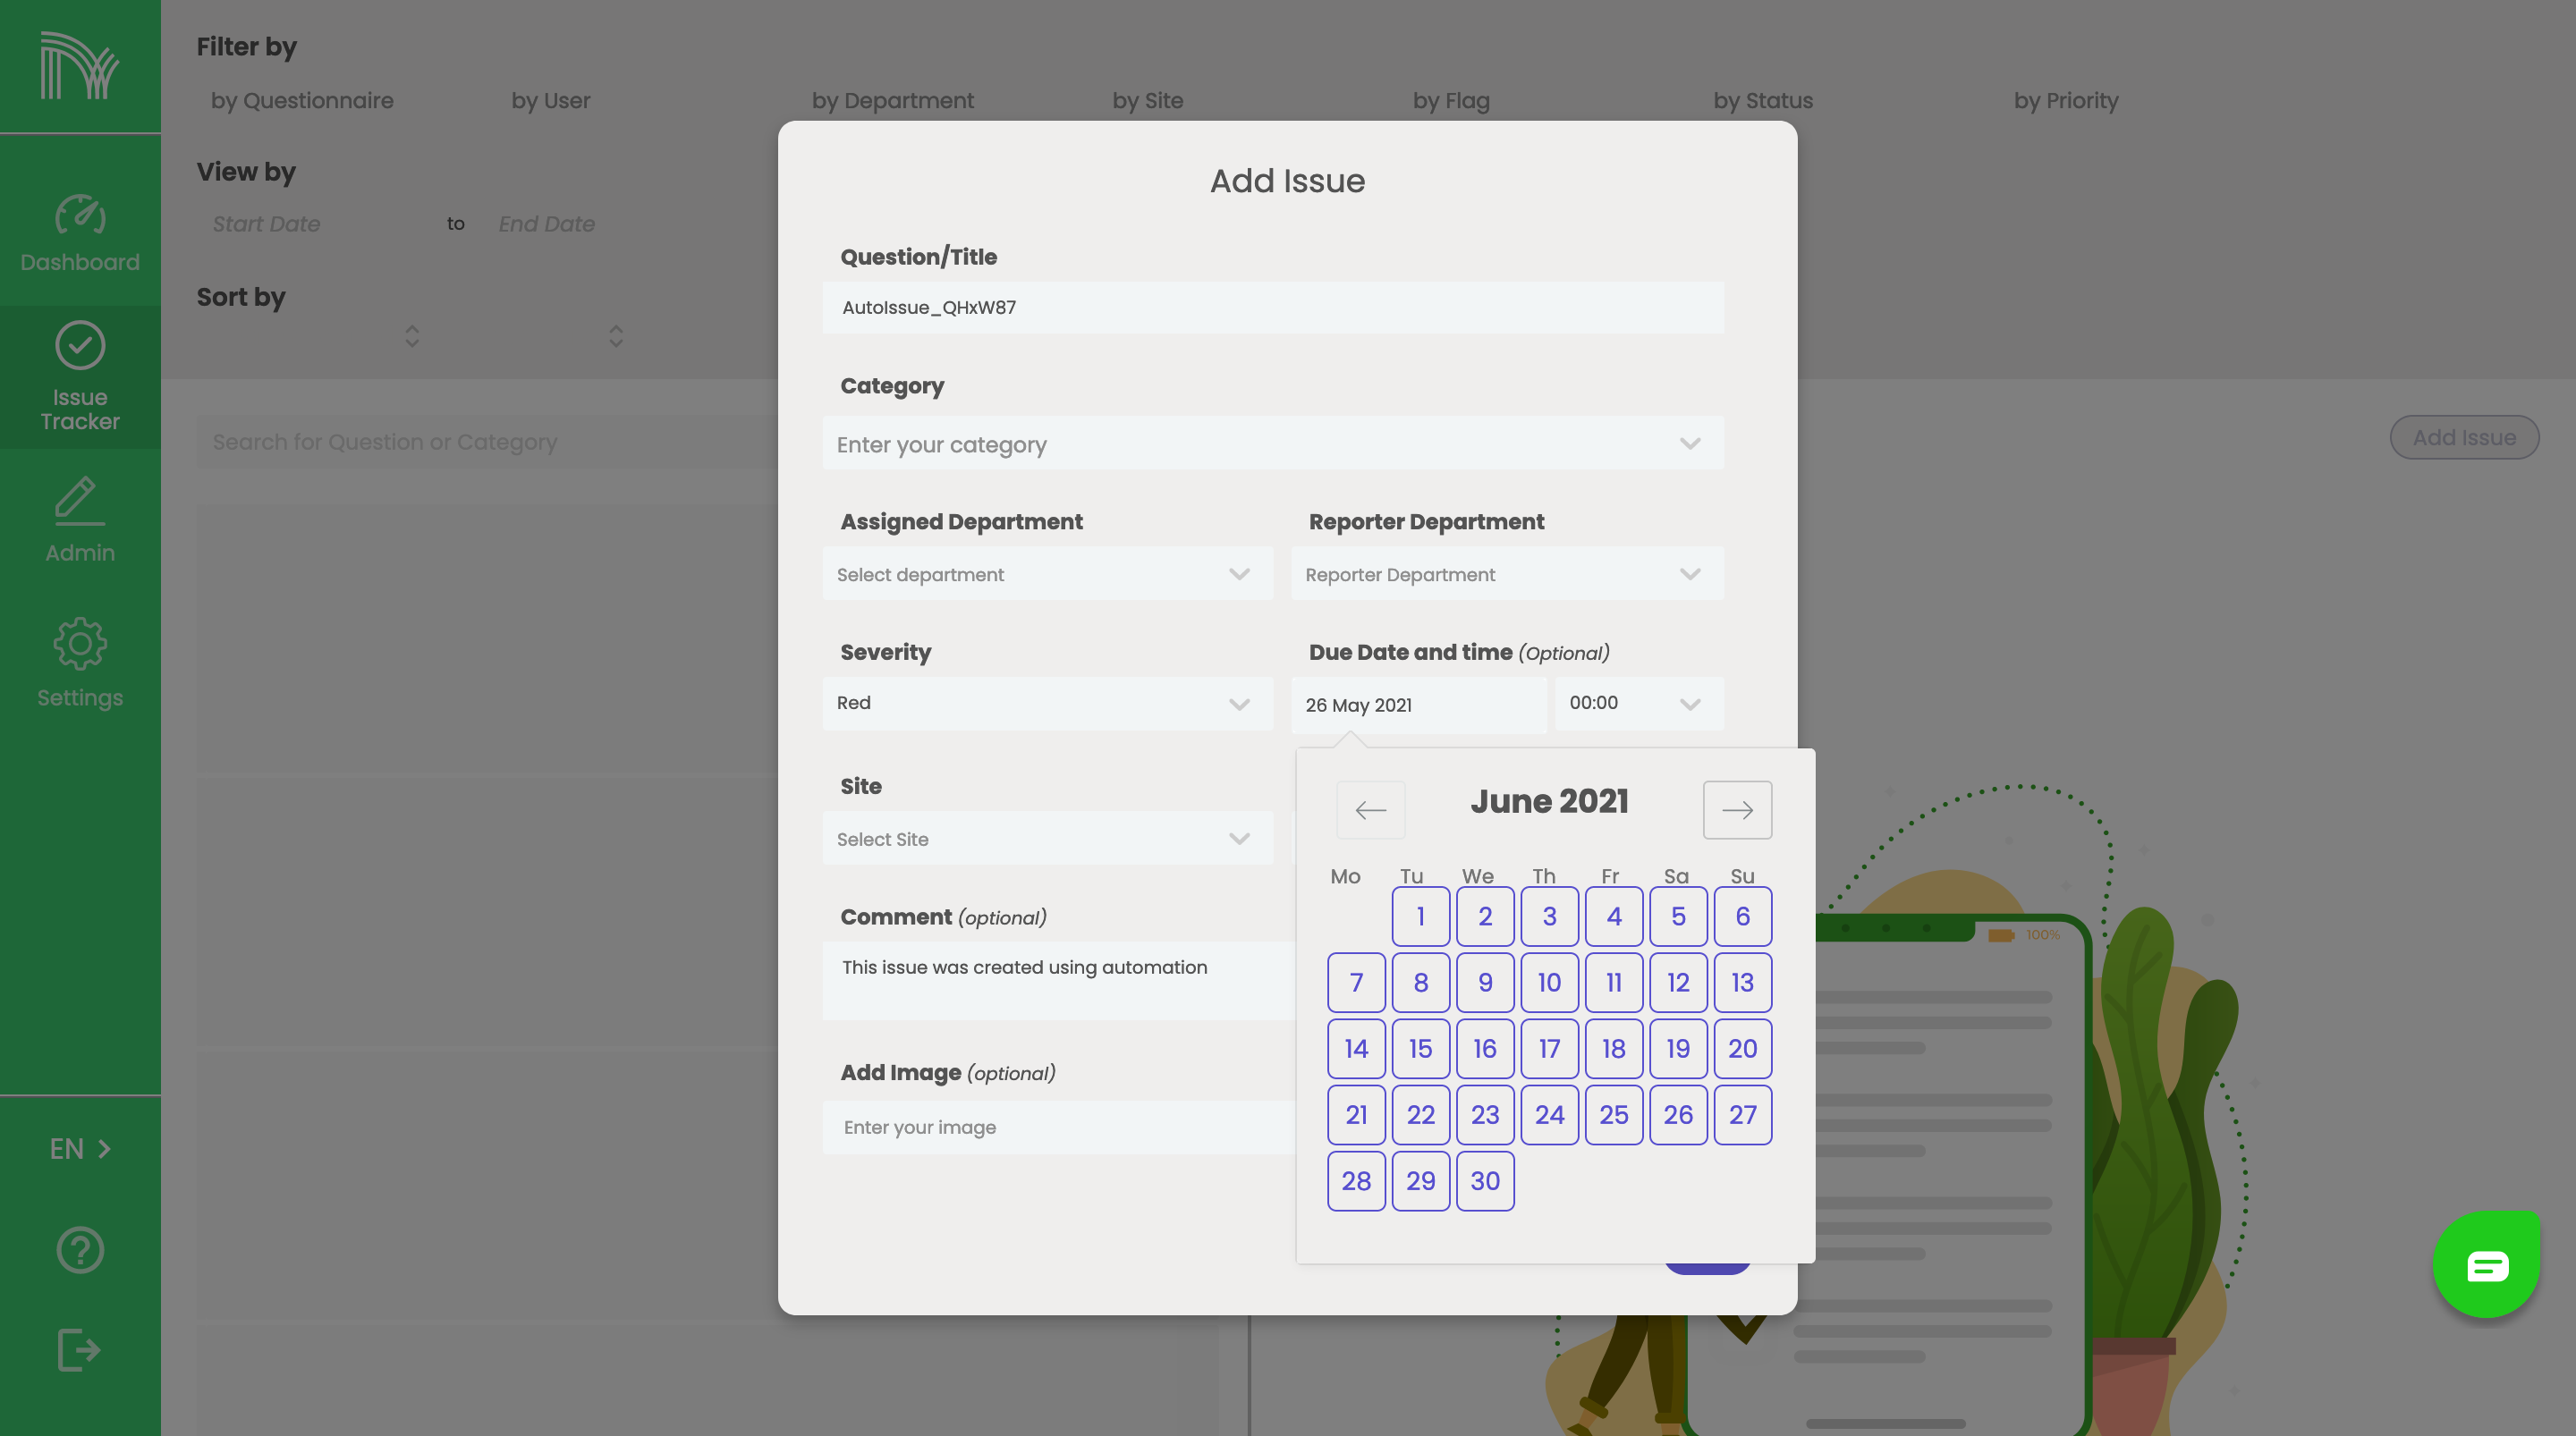 Filter by
by Questionnaire
by User
by Department
by Site
by Flag
by Status
by Priority
View by
Start Date
to
End Date
Sort by
Dashboard
Issue
Tracker
Admin
Settings
EN
Search for Question or Category
Add Issue
Add Issue
Question/Title
AutoIssue_QHxW87
Category
Enter your category
Assigned Department
Reporter Department
Select department
Reporter Department
Severity
Due Date and time (Optional)
Red
26 May 2021
00:00
Site
Select Site
Comment (optional)
This issue was created using automation
Add Image (optional)
Enter your image
June 2021
Mo Tu We Th Fr Sa Su
1 2 3 4 5 6
7 8 9 10 11 12 13
14 15 16 17 18 19 20
21 22 23 24 25 26 27
28 29 30
100%